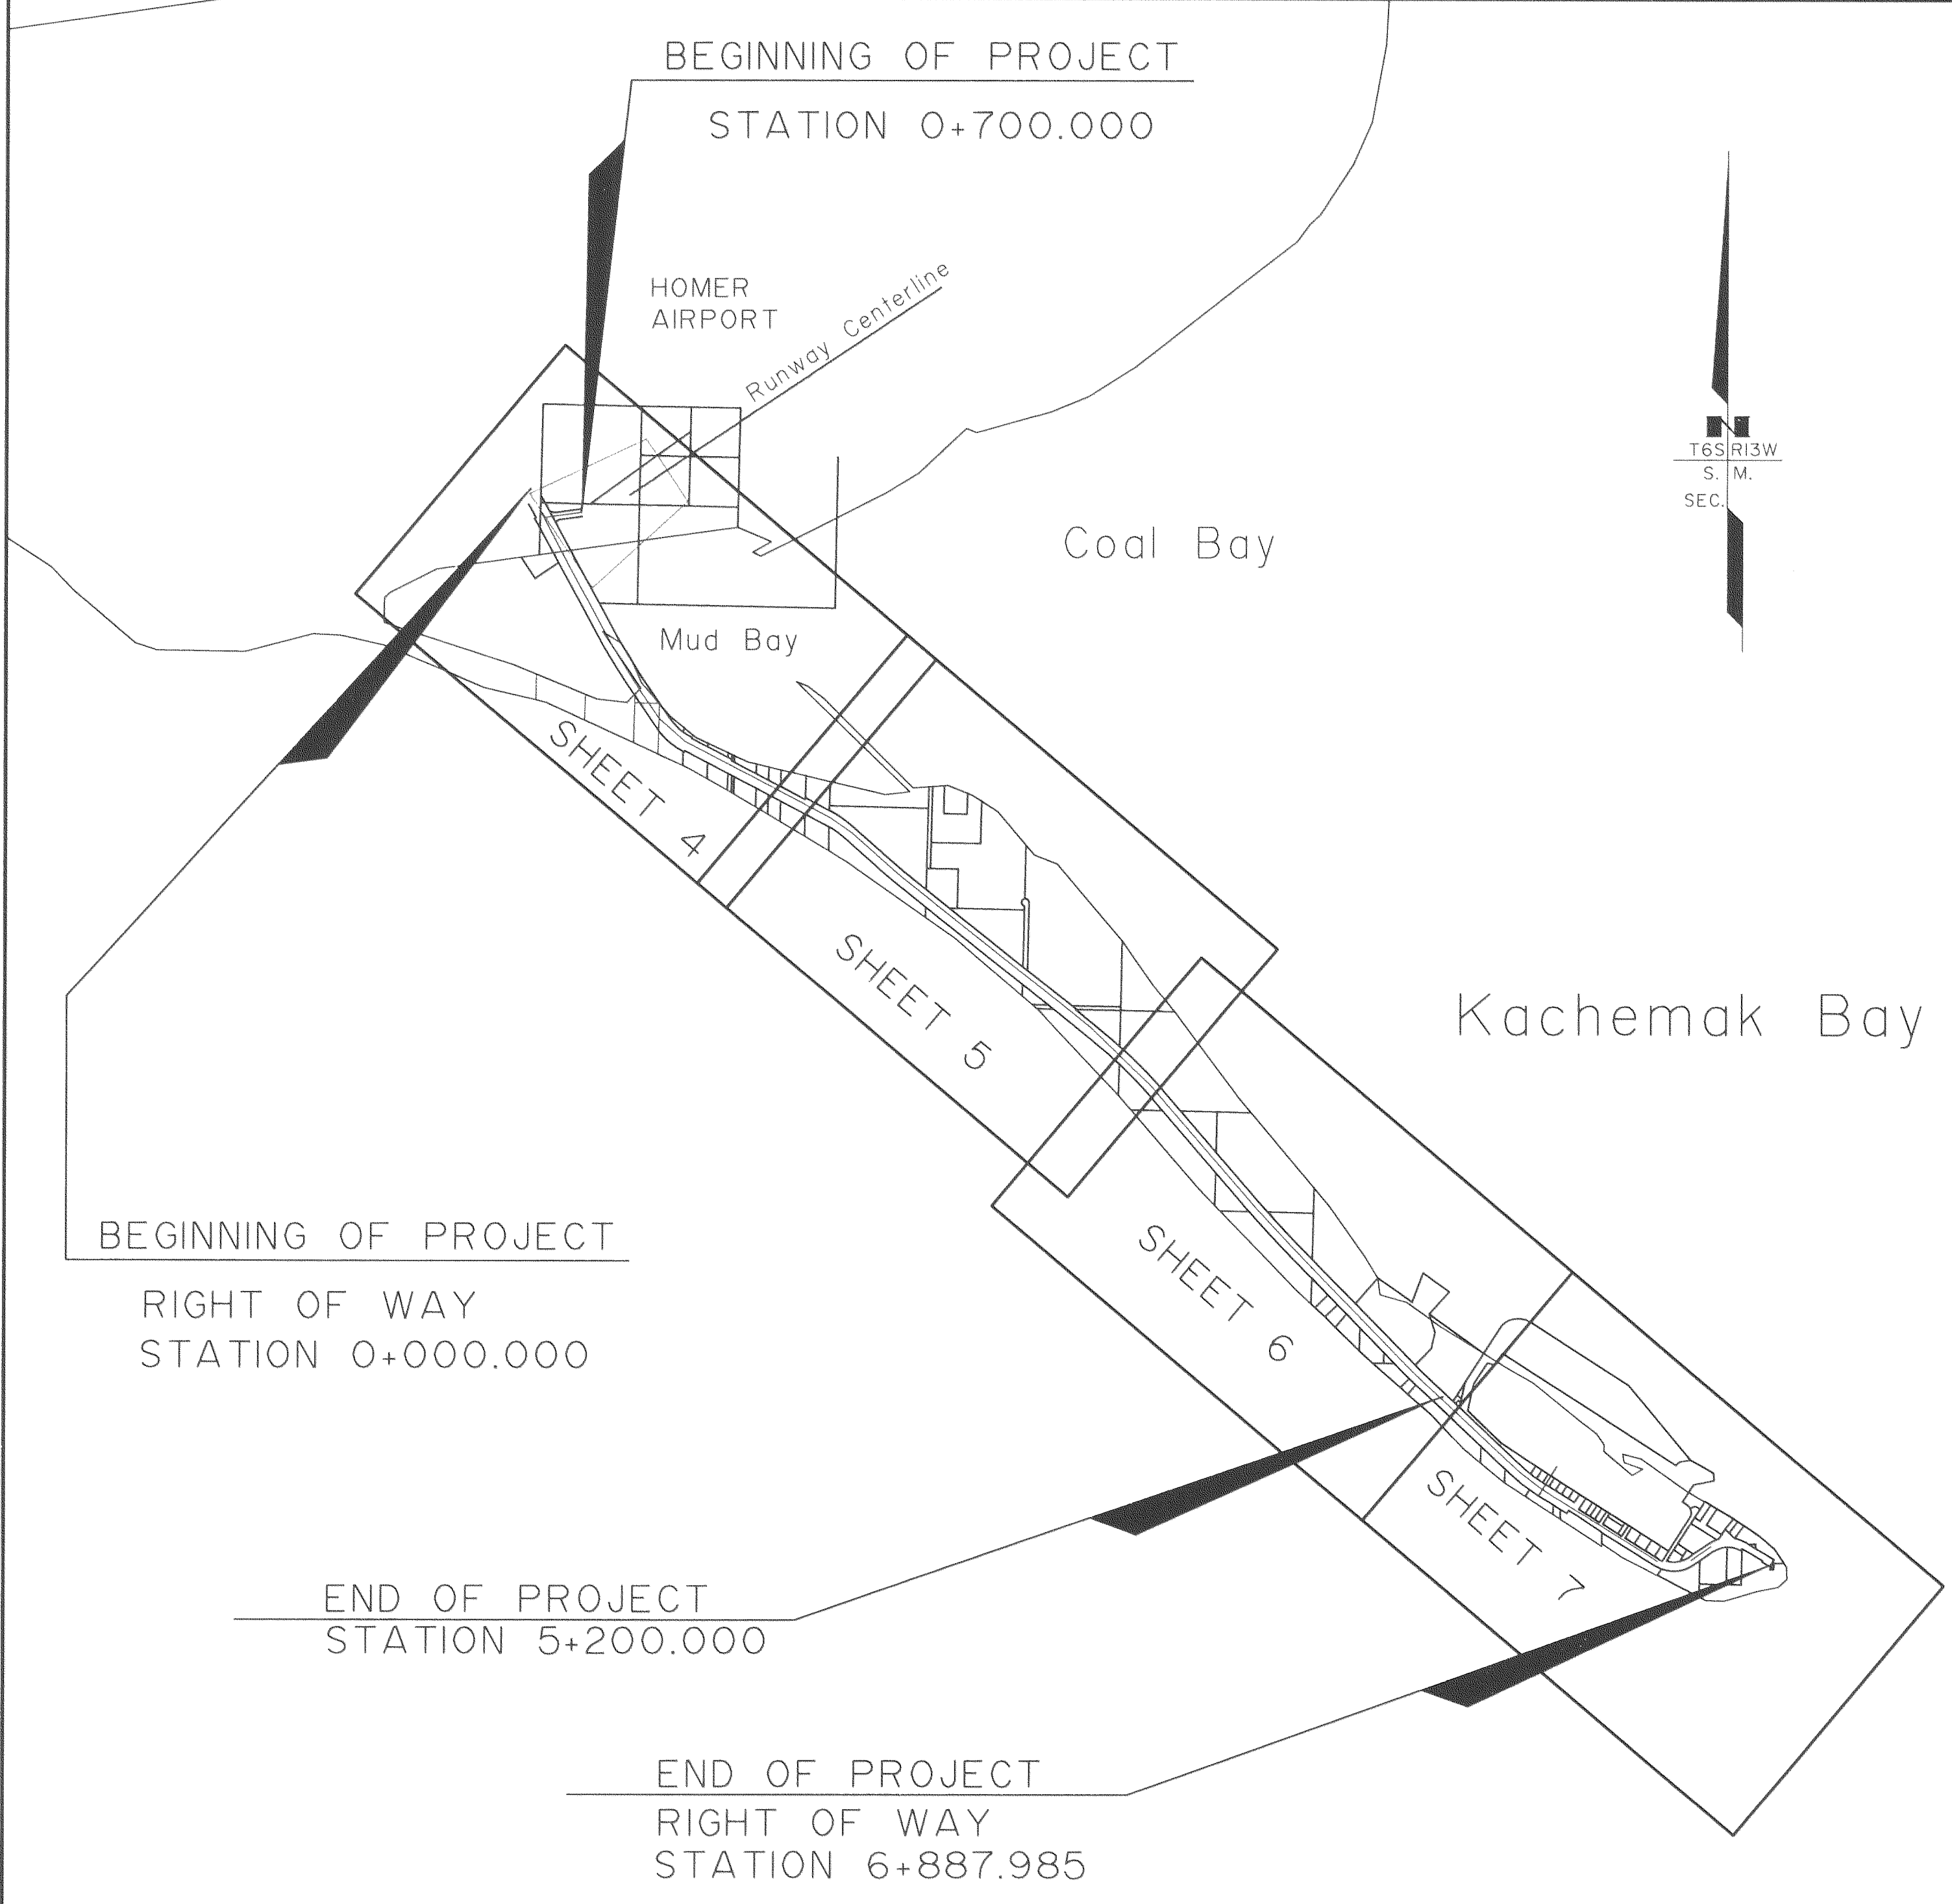 BEGINNING OF PROJECT
STATION 0+700.000
HOMER
AIRPORT
Runway Centerline
N
T6S R13W
S. M.
SEC.
Coal Bay
Mud Bay
SHEET 4
SHEET 5
Kachemak Bay
BEGINNING OF PROJECT
RIGHT OF WAY
STATION 0+000.000
SHEET 6
SHEET 7
END OF PROJECT
STATION 5+200.000
END OF PROJECT
RIGHT OF WAY
STATION 6+887.985